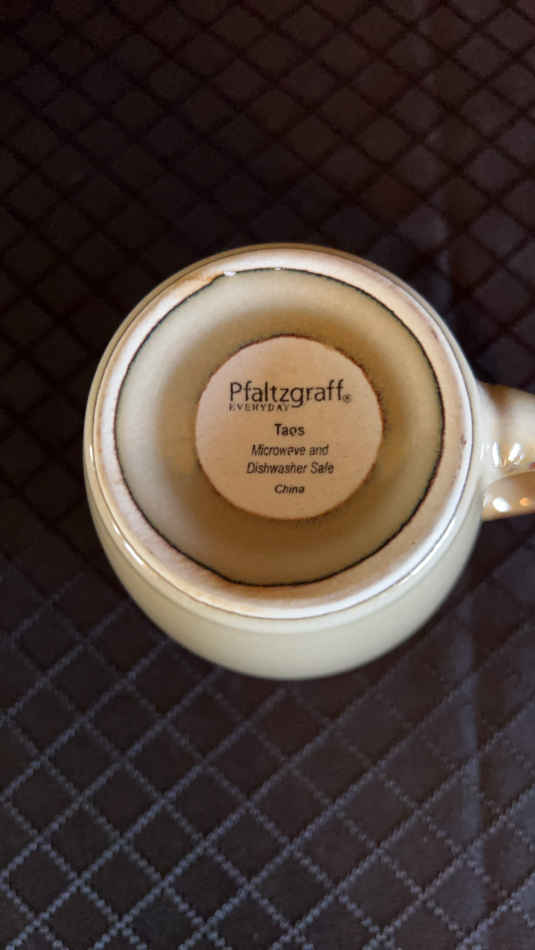 Pfaltzgraff®
EVERYDAY
Taos
Microwave and
Dishwasher Safe
China